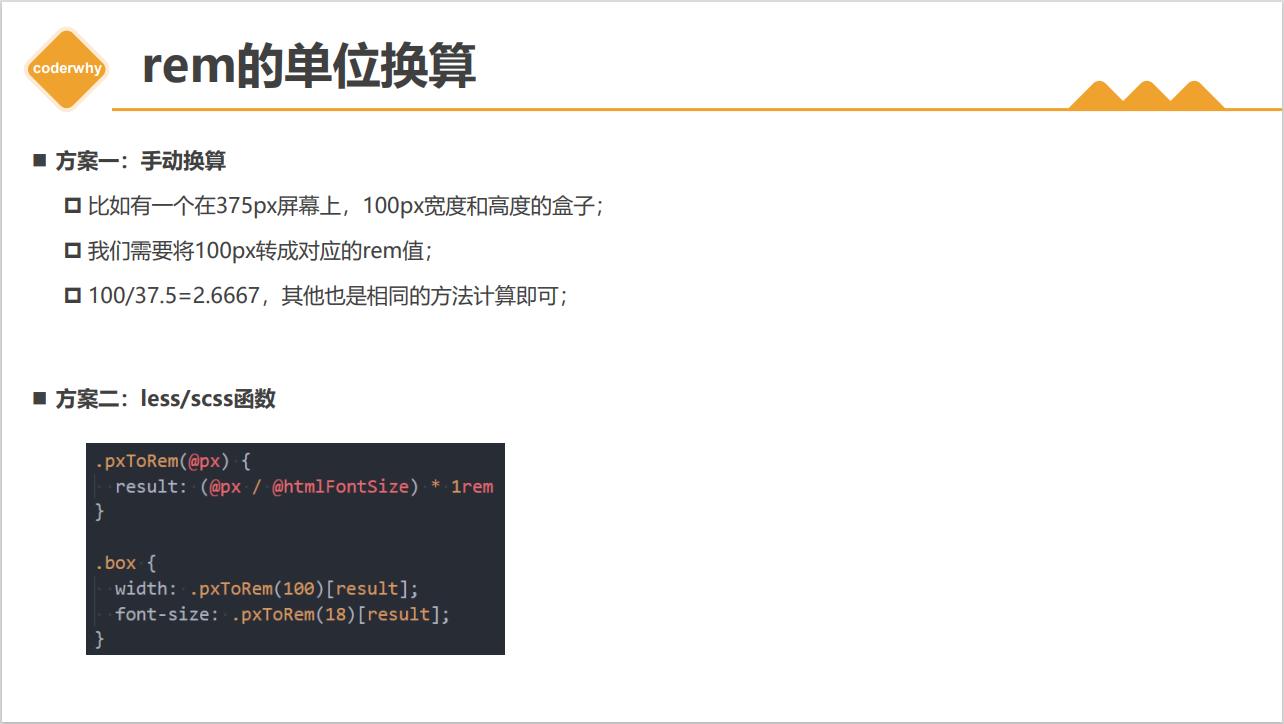 coderwhy
rem的单位换算
方案一：手动换算
比如有一个在375px屏幕上，100px宽度和高度的盒子；
我们需要将100px转成对应的rem值；
100/37.5=2.6667，其他也是相同的方法计算即可；
方案二：less/scss函数
.pxToRem(@px) {
  result: (@px / @htmlFontSize) * 1rem
}
.box {
  width: .pxToRem(100)[result];
  font-size: .pxToRem(18)[result];
}